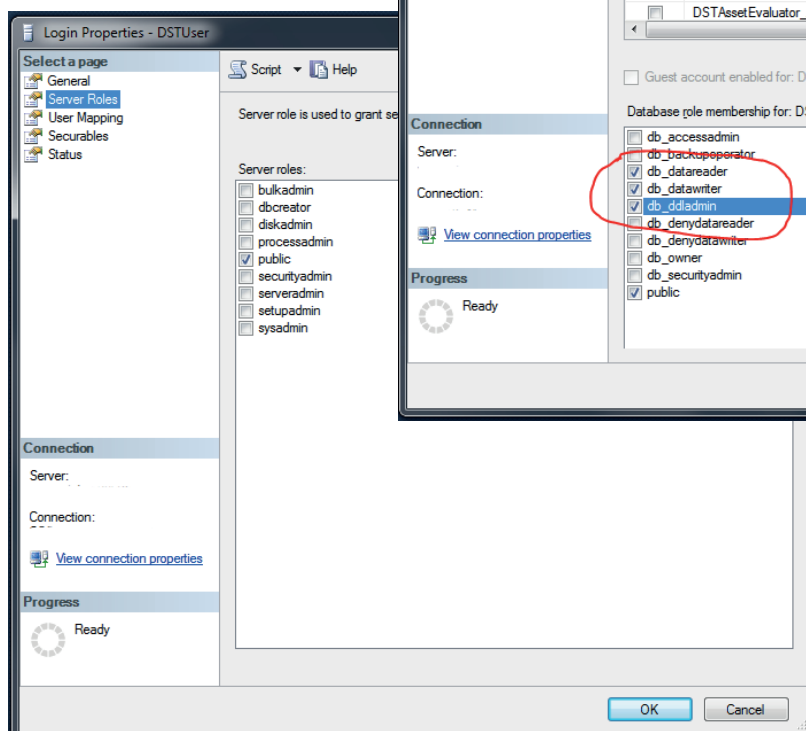 Login Properties - DSTUser
Select a page
General
Server Roles
User Mapping
Securables
Status
Script
Help
Server role is used to grant se
Server roles:
bulkadmin
dbcreator
diskadmin
processadmin
public
securityadmin
serveradmin
setupadmin
sysadmin
Connection
Server:
Connection:
View connection properties
Progress
Ready
OK
Cancel
DSTAssetEvaluator_
Guest account enabled for: D
Database role membership for: DS
db_accessadmin
db_backupoperator
db_datareader
db_datawriter
db_ddladmin
db_denydatareader
db_denydatawriter
db_owner
db_securityadmin
public
Connection
Server:
Connection:
View connection properties
Progress
Ready